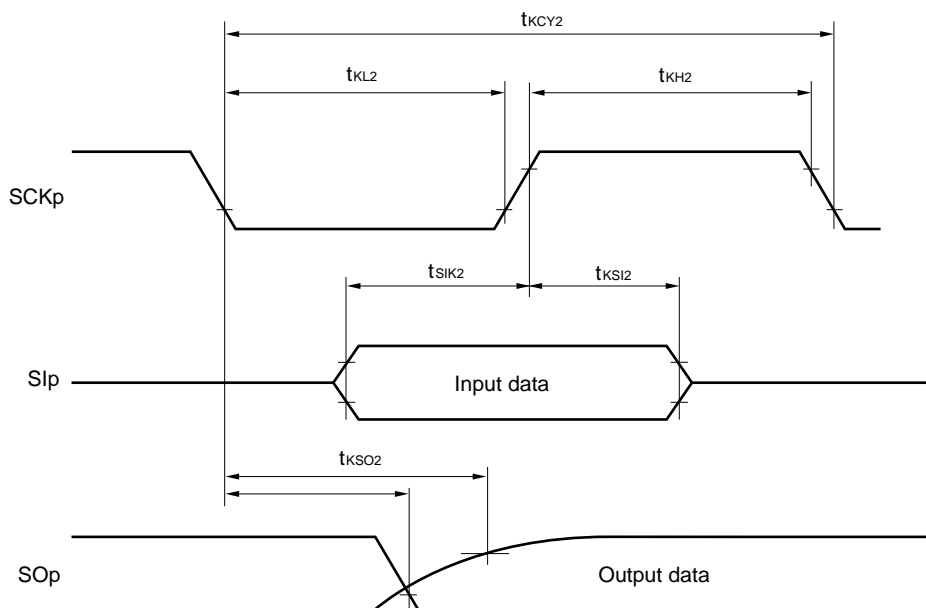 tKCY2
tKL2 tKH2
SCKp
tSIK2 tKSI2
SIp Input data
tKSO2
SOp Output data